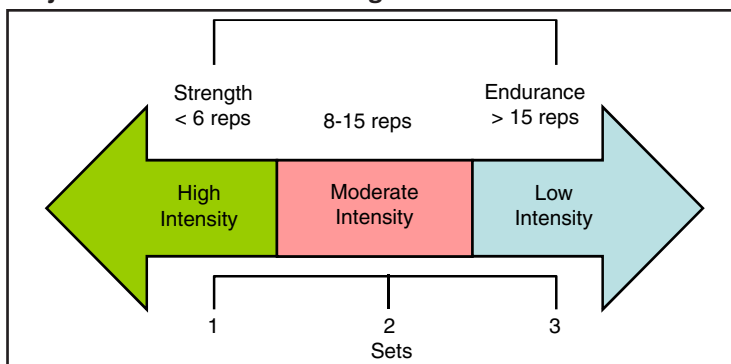 Strength
< 6 reps
8-15 reps
Endurance
> 15 reps
High
Intensity
Moderate
Intensity
Low
Intensity
1
2
3
Sets